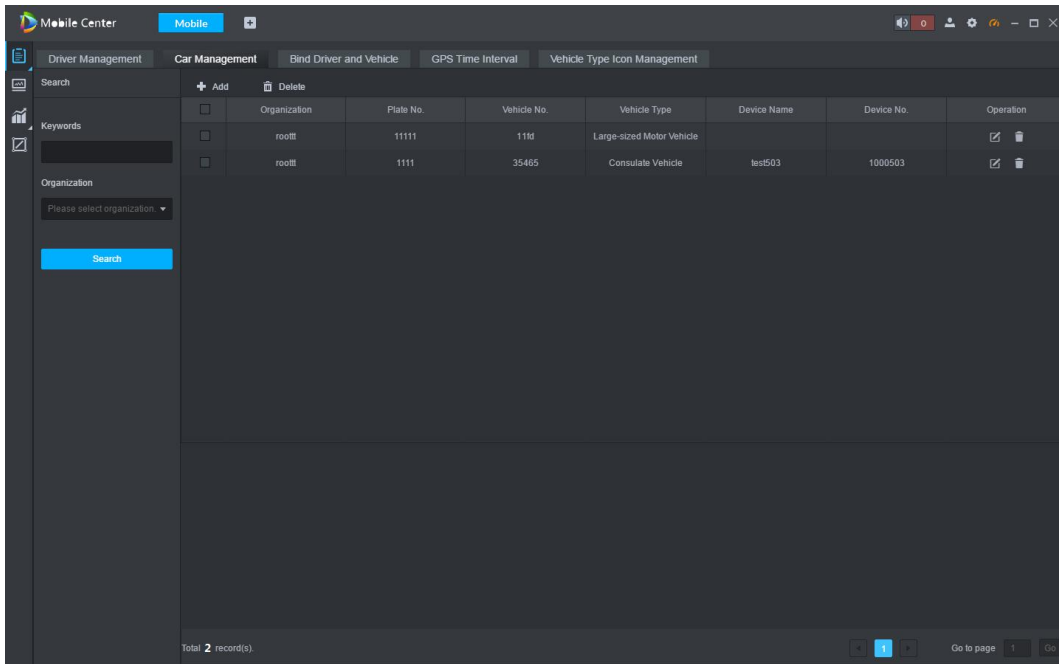 Mobile Center Mobile 0
Driver Management Car Management Bind Driver and Vehicle GPS Time Interval Vehicle Type Icon Management
Search
Add Delete
Organization Plate No. Vehicle No. Vehicle Type Device Name Device No. Operation
Keywords
roottt 11111 11fd Large-sized Motor Vehicle
roottt 1111 35465 Consulate Vehicle test503 1000503
Organization
Please select organization.
Search
Total 2 record(s). 1 Go to page 1 Go